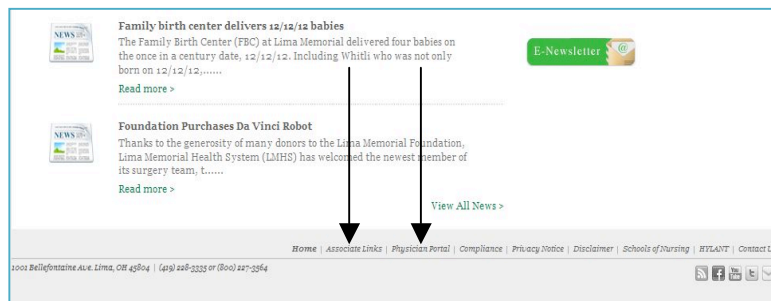 Family birth center delivers 12/12/12 babies
The Family Birth Center (FBC) at Lima Memorial delivered four babies on
the once in a century date, 12/12/12. Including Whitli who was not only
born on 12/12/12,......
Read more >
NEWS
E-Newsletter @
Foundation Purchases Da Vinci Robot
Thanks to the generosity of many donors to the Lima Memorial Foundation,
Lima Memorial Health System (LMHS) has welcomed the newest member of
its surgery team, t......
Read more >
NEWS
View All News >
Home | Associate Links | Physician Portal | Compliance | Privacy Notice | Disclaimer | Schools of Nursing | HYLANT | Contact U
1001 Bellefontaine Ave. Lima, OH 45804 | (419) 228-3335 or (800) 227-3564
You Tube